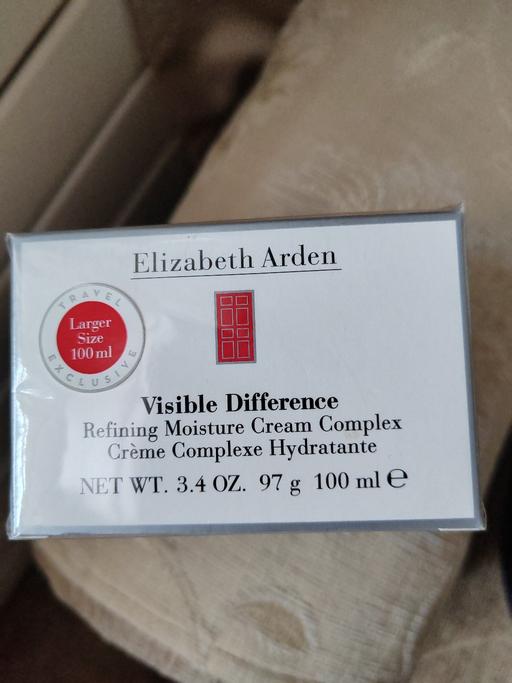 Elizabeth Arden
TRAVEL
Larger
Size
100 ml
EXCLUSIVE
Visible Difference
Refining Moisture Cream Complex
Crème Complexe Hydratante
NET WT. 3.4 OZ. 97 g 100 ml ℮